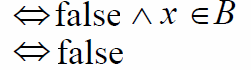 ⇔ false ∧ x ∈ B
⇔ false